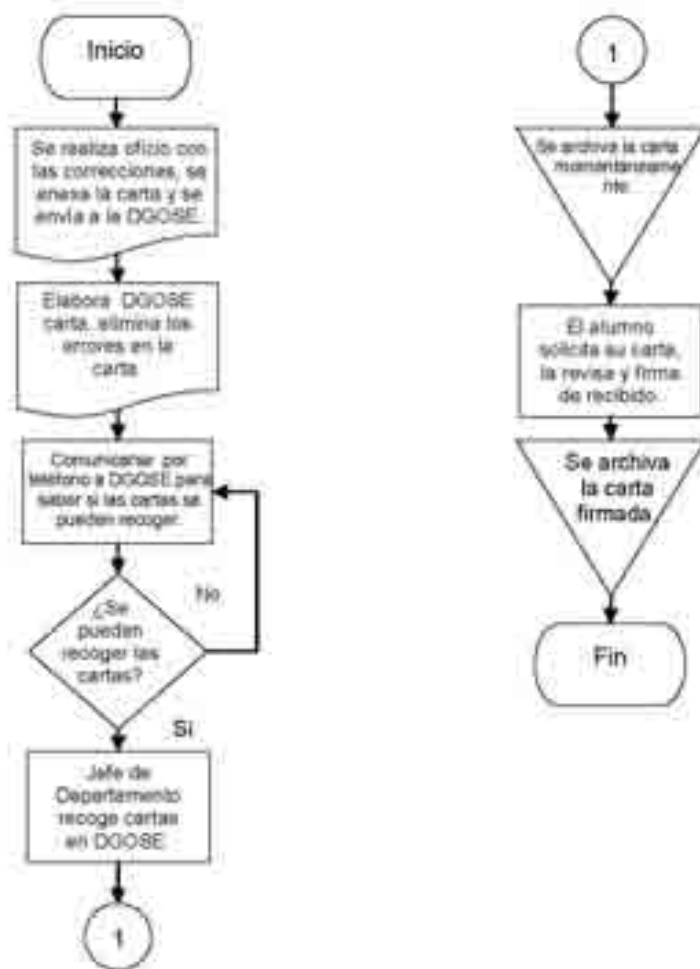 Inicio
Se realiza oficio con
las correcciones, se
anexa la carta y se
envía a la DGOSE.
Elabora DGOSE
carta, elimina los
errores en la
carta
Comunicarse por
teléfono a DGOSE para
saber si las cartas se
pueden recoger.
¿Se
pueden
recoger las
cartas?
No
Si
Jefe de
Departamento
recoge cartas
en DGOSE
1
1
Se archiva la carta
momentáneame
nte
El alumno
solicita su carta,
la revisa y firma
de recibido.
Se archiva
la carta
firmada
Fin